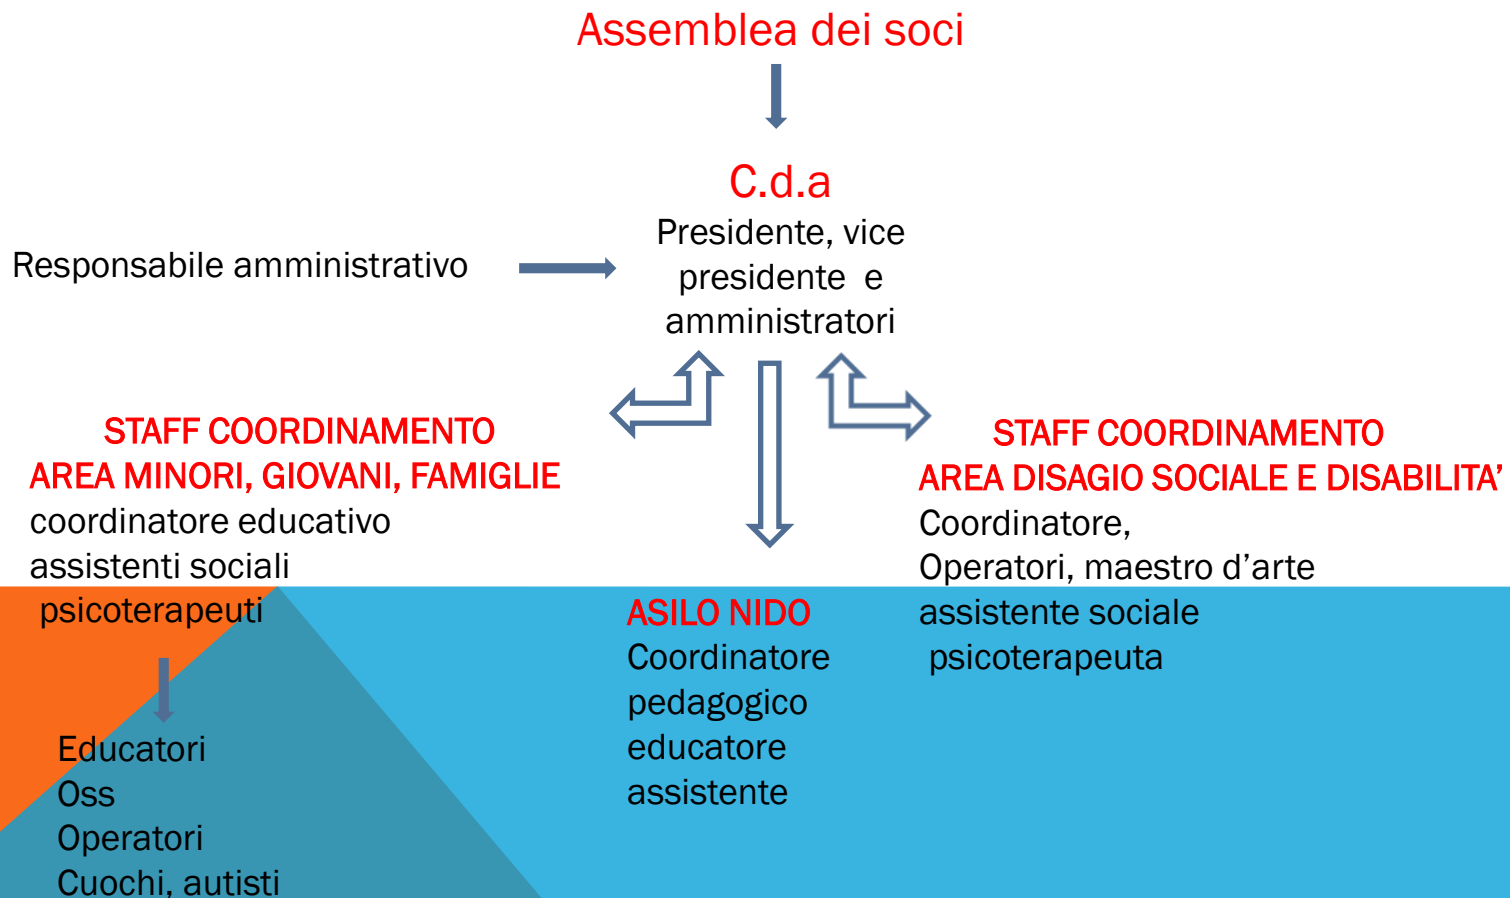 Assemblea dei soci
C.d.a
Presidente, vice
presidente e
amministratori
Responsabile amministrativo
STAFF COORDINAMENTO
AREA MINORI, GIOVANI, FAMIGLIE
coordinatore educativo
assistenti sociali
psicoterapeuti
Educatori
Oss
Operatori
Cuochi, autisti
ASILO NIDO
Coordinatore
pedagogico
educatore
assistente
STAFF COORDINAMENTO
AREA DISAGIO SOCIALE E DISABILITA’
Coordinatore,
Operatori, maestro d’arte
assistente sociale
psicoterapeuta